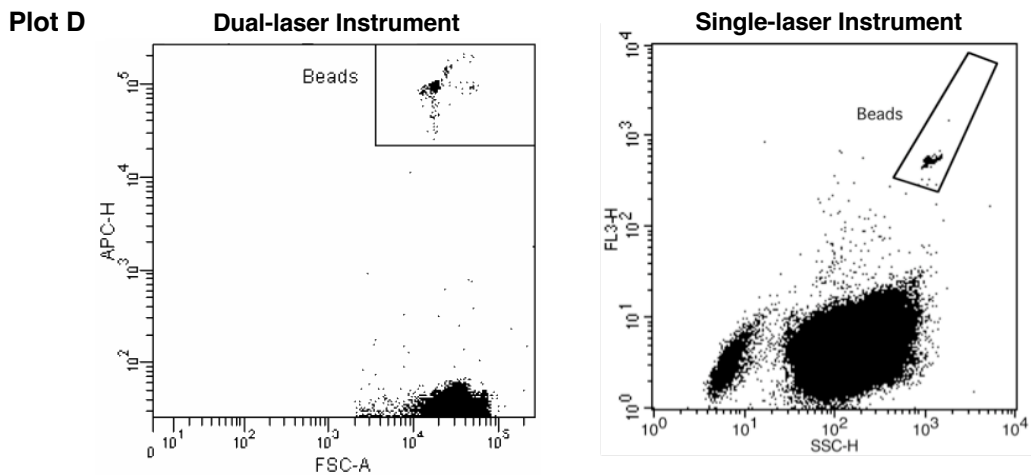 Plot D
Dual-laser Instrument
Single-laser Instrument
Beads
10^5
10^4
10^3
10^2
APC-H
0 10^1 10^2 10^3 10^4 10^5
FSC-A
Beads
10^4
10^3
10^2
10^1
10^0
FL3-H
10^0 10^1 10^2 10^3 10^4
SSC-H